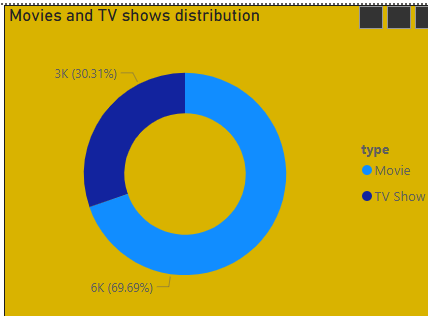 Movies and TV shows distribution
3K (30.31%)
type
Movie
TV Show
6K (69.69%)